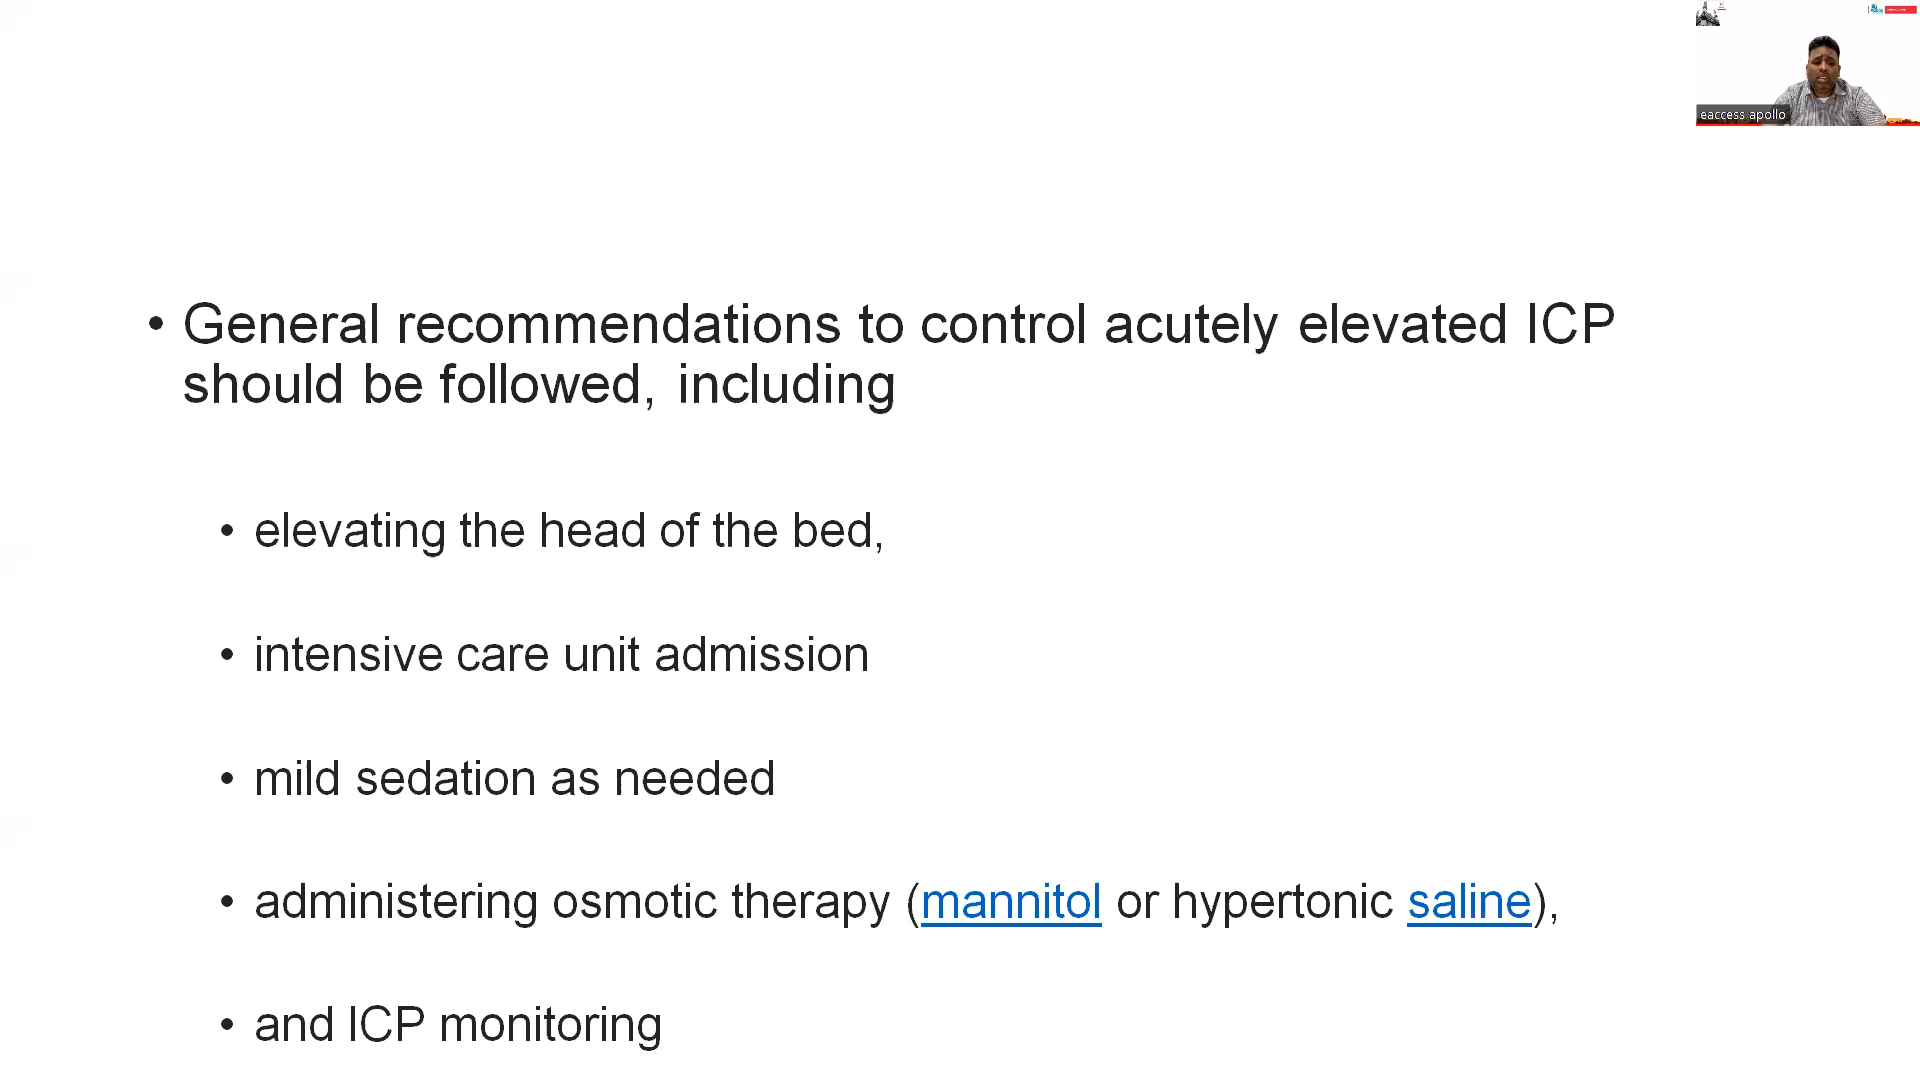 • General recommendations to control acutely elevated ICP
should be followed, including
• elevating the head of the bed,
• intensive care unit admission
• mild sedation as needed
• administering osmotic therapy (mannitol or hypertonic saline),
• and ICP monitoring
eaccess apollo